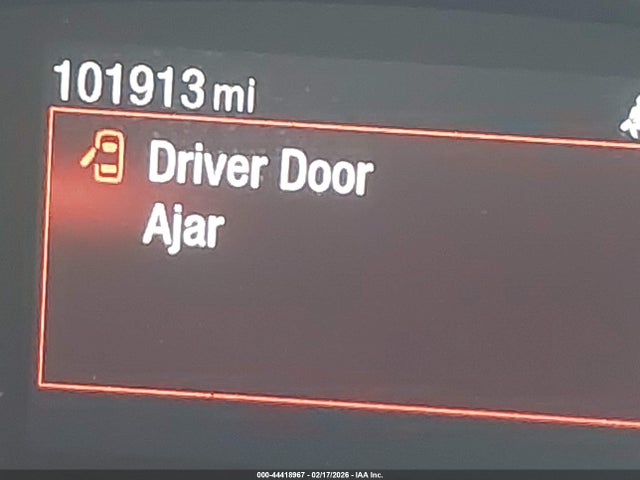 101913 mi
Driver Door
Ajar
000-44418967 - 02/17/2026 - IAA Inc.